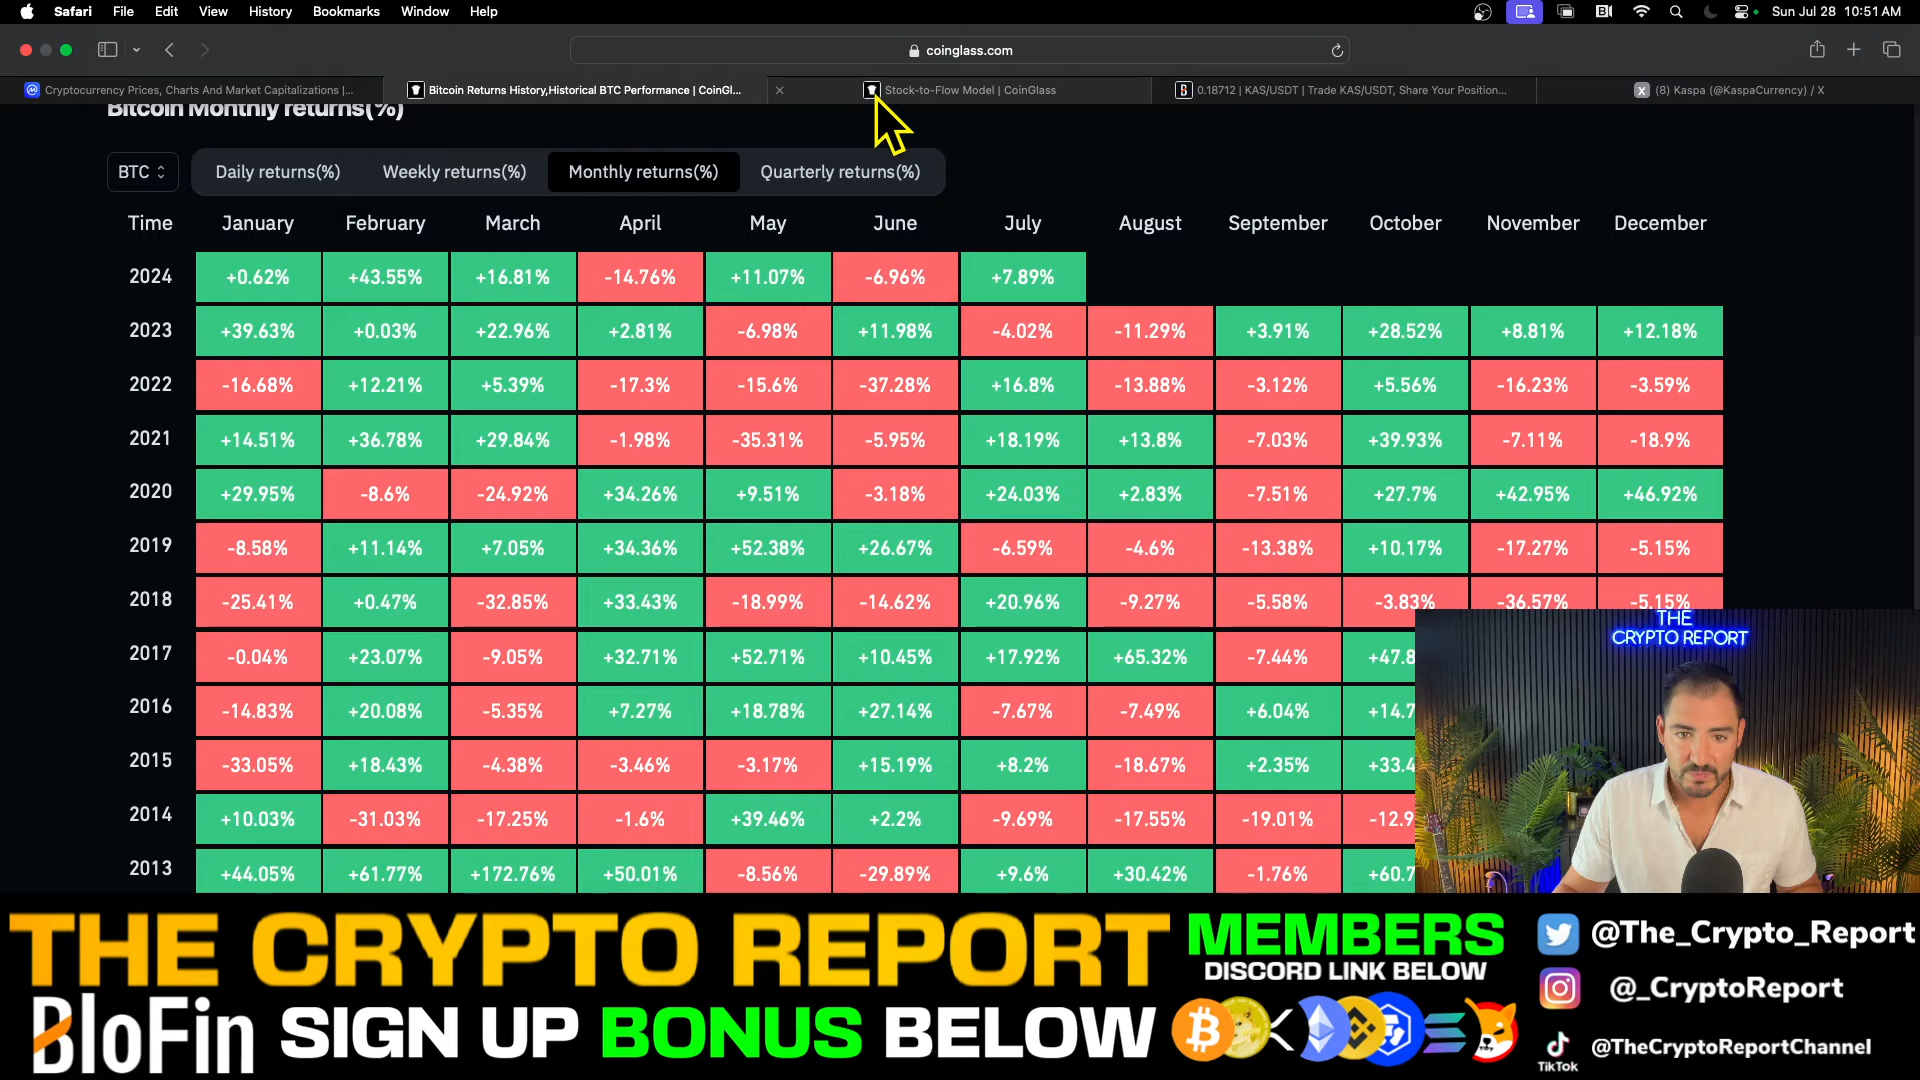 Safari File Edit View History Bookmarks Window Help Sun Jul 28 10:51 AM
coinglass.com
Cryptocurrency Prices, Charts And Market Capitalizations |... Bitcoin Returns History,Historical BTC Performance | CoinGl... Stock-to-Flow Model | CoinGlass 0.18712 | KAS/USDT | Trade KAS/USDT, Share Your Position... (8) Kaspa (@KaspaCurrency) / X
Bitcoin Monthly returns(%)
BTC Daily returns(%) Weekly returns(%) Monthly returns(%) Quarterly returns(%)
Time January February March April May June July August September October November December
2024 +0.62% +43.55% +16.81% -14.76% +11.07% -6.96% +7.89%
2023 +39.63% +0.03% +22.96% +2.81% -6.98% +11.98% -4.02% -11.29% +3.91% +28.52% +8.81% +12.18%
2022 -16.68% +12.21% +5.39% -17.3% -15.6% -37.28% +16.8% -13.88% -3.12% +5.56% -16.23% -3.59%
2021 +14.51% +36.78% +29.84% -1.98% -35.31% -5.95% +18.19% +13.8% -7.03% +39.93% -7.11% -18.9%
2020 +29.95% -8.6% -24.92% +34.26% +9.51% -3.18% +24.03% +2.83% -7.51% +27.7% +42.95% +46.92%
2019 -8.58% +11.14% +7.05% +34.36% +52.38% +26.67% -6.59% -4.6% -13.38% +10.17% -17.27% -5.15%
2018 -25.41% +0.47% -32.85% +33.43% -18.99% -14.62% +20.96% -9.27% -5.58% -3.83% -36.57% -5.15%
2017 -0.04% +23.07% -9.05% +32.71% +52.71% +10.45% +17.92% +65.32% -7.44% +47.8
2016 -14.83% +20.08% -5.35% +7.27% +18.78% +27.14% -7.67% -7.49% +6.04% +14.7
2015 -33.05% +18.43% -4.38% -3.46% -3.17% +15.19% +8.2% -18.67% +2.35% +33.4
2014 +10.03% -31.03% -17.25% -1.6% +39.46% +2.2% -9.69% -17.55% -19.01% -12.9
2013 +44.05% +61.77% +172.76% +50.01% -8.56% -29.89% +9.6% +30.42% -1.76% +60.7
THE
CRYPTO REPORT
THE CRYPTO REPORT
BloFin SIGN UP BONUS BELOW
MEMBERS
DISCORD LINK BELOW
@The_Crypto_Report
@_CryptoReport
TikTok @TheCryptoReportChannel